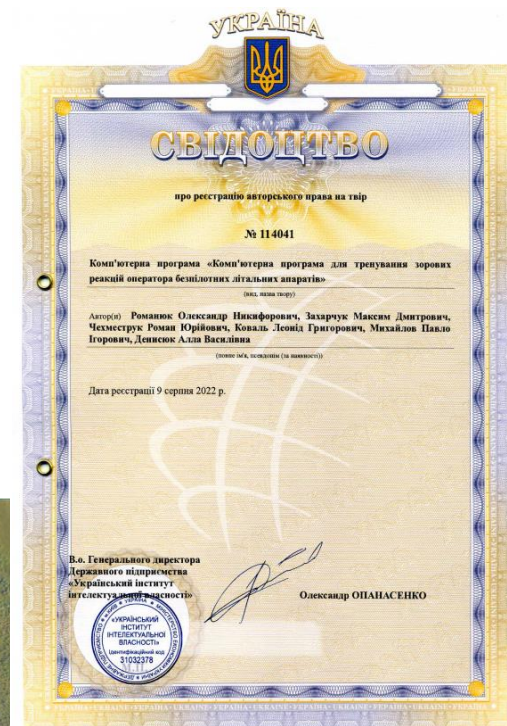 УКРАЇНА
СВІДОЦТВО
про реєстрацію авторського права на твір
№ 114041
Комп'ютерна програма «Комп'ютерна програма для тренування зорових
реакцій оператора безпілотних літальних апаратів»
(вид, назва твору)
Автор(и) Романюк Олександр Никифорович, Захарчук Максим Дмитрович,
Чехместрук Роман Юрійович, Коваль Леонід Григорович, Михайлов Павло
Ігорович, Денисюк Алла Василівна
(повне ім'я, псевдонім (за наявності))
Дата реєстрації 9 серпня 2022 р.
В.о. Генерального директора
Державного підприємства
«Український інститут
інтелектуальної власності»
Олександр ОПАНАСЕНКО
«УКРАЇНСЬКИЙ
ІНСТИТУТ
ІНТЕЛЕКТУАЛЬНОЇ
ВЛАСНОСТІ»
Ідентифікаційний код
31032378